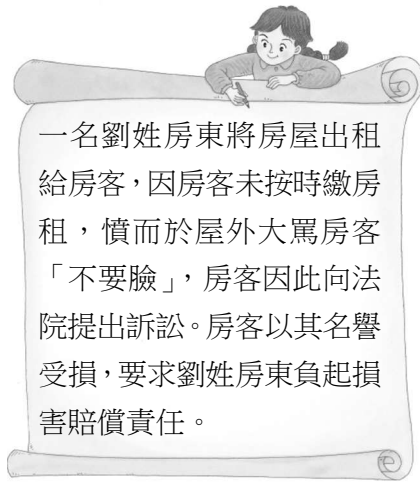 一名劉姓房東將房屋出租
給房客，因房客未按時繳房
租，憤而於屋外大罵房客
「不要臉」，房客因此向法
院提出訴訟。房客以其名譽
受損，要求劉姓房東負起損
害賠償責任。